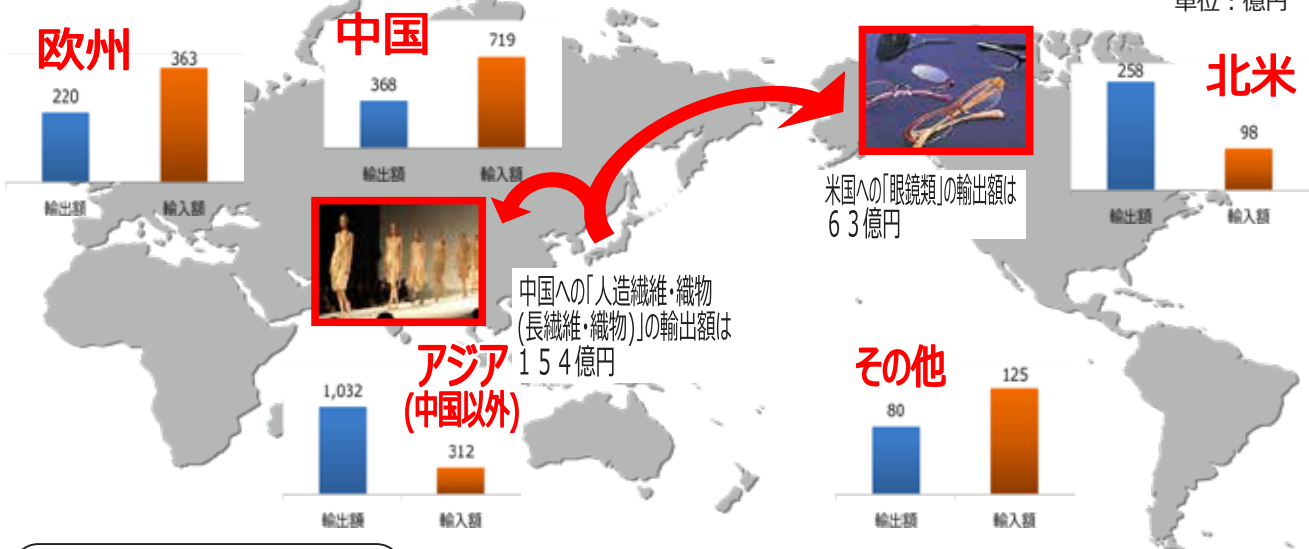 単位：億円
欧州
220
363
輸出額
輸入額
中国
368
719
輸出額
輸入額
北米
258
98
輸出額
輸入額
米国への「眼鏡類」の輸出額は
６３億円
中国への「人造繊維・織物
(長繊維・織物)」の輸出額は
１５４億円
アジア
(中国以外)
1,032
312
輸出額
輸入額
その他
80
125
輸出額
輸入額